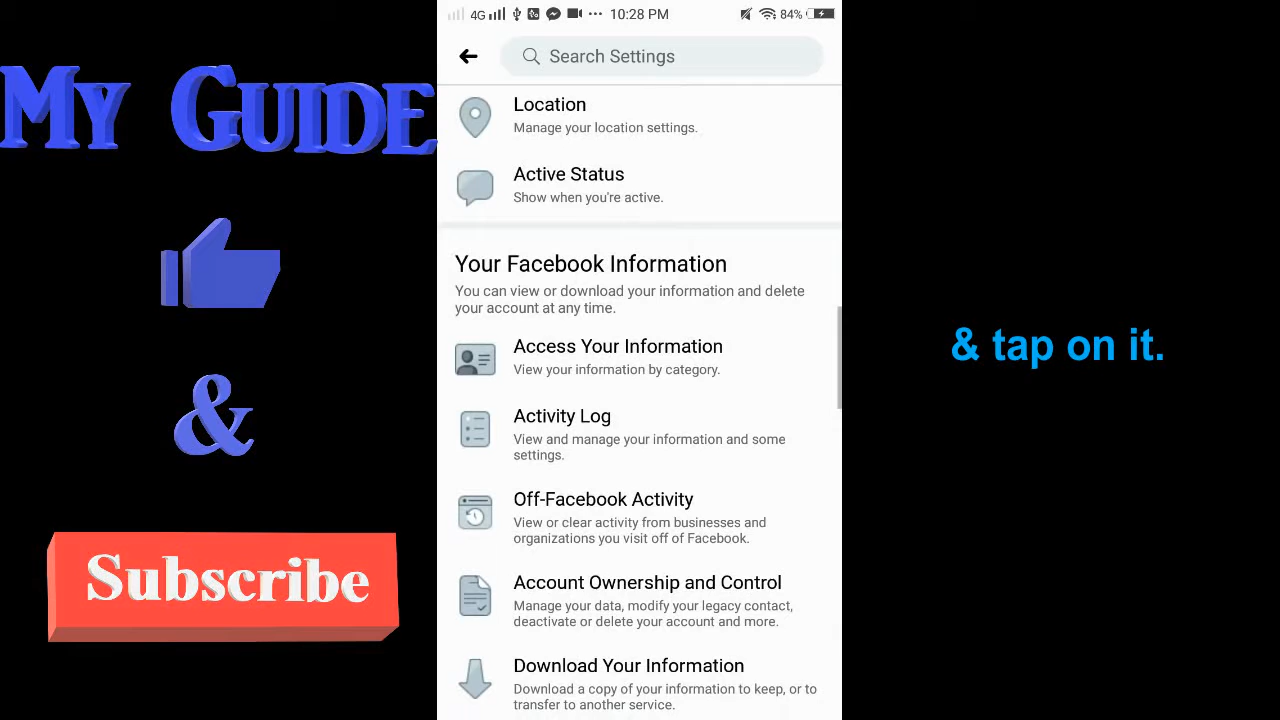 My Guide
&
Subscribe
4G 10:28 PM 84%
Search Settings
Location
Manage your location settings.
Active Status
Show when you're active.
Your Facebook Information
You can view or download your information and delete
your account at any time.
Access Your Information
View your information by category.
Activity Log
View and manage your information and some
settings.
Off-Facebook Activity
View or clear activity from businesses and
organizations you visit off of Facebook.
Account Ownership and Control
Manage your data, modify your legacy contact,
deactivate or delete your account and more.
Download Your Information
Download a copy of your information to keep, or to
transfer to another service.
& tap on it.